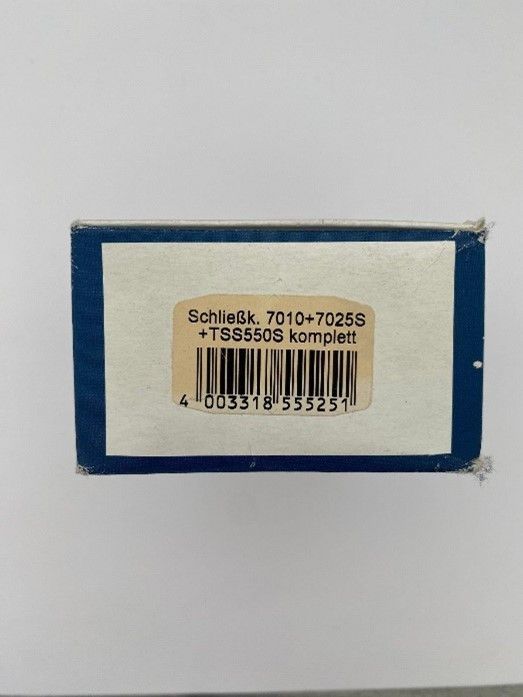 Schließk. 7010+7025S
+TSS550S komplett
4 003318 555251